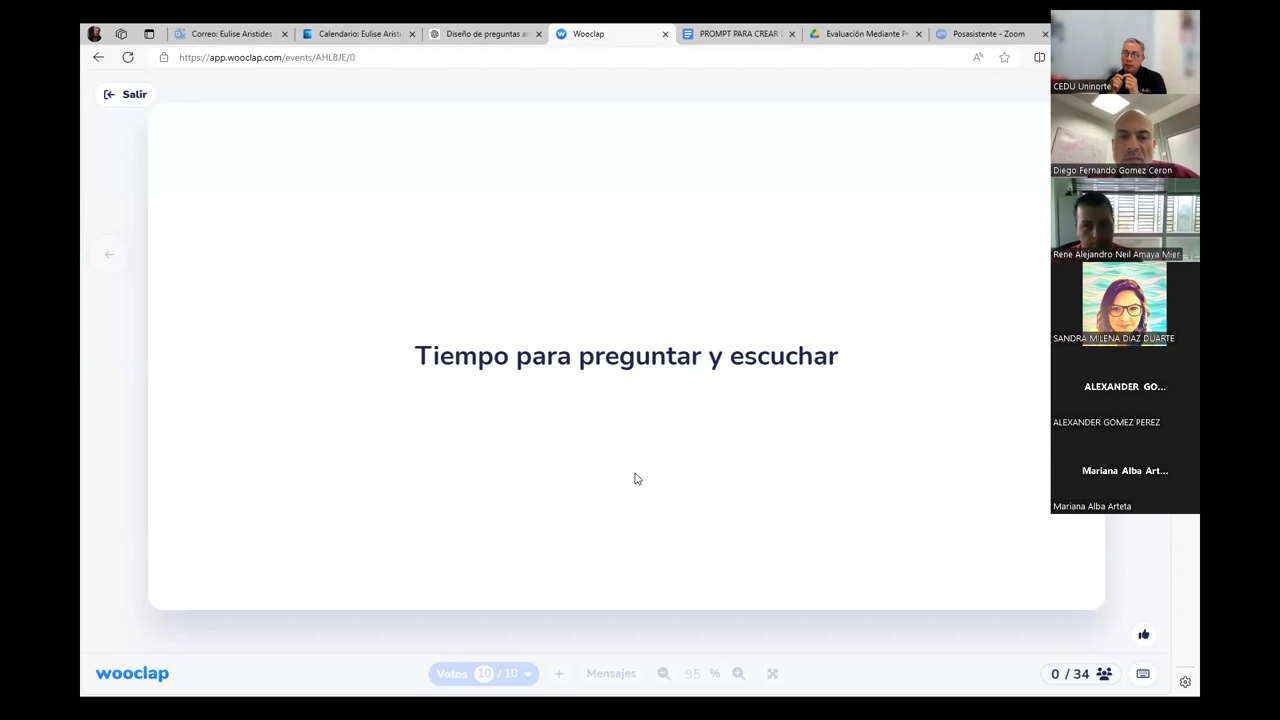 Correo: Eulise Aristides
Calendario: Eulise Aristi
Diseño de preguntas a
Wooclap
PROMPT PARA CREAR
Evaluación Mediante P
Posasistente - Zoom
https://app.wooclap.com/events/AHLBJE/0
Salir
Tiempo para preguntar y escuchar
CEDU Uninorte
Diego Fernando Gomez Ceron
Rene Alejandro Neil Amaya Mier
SANDRA MILENA DIAZ DUARTE
ALEXANDER GO...
ALEXANDER GOMEZ PEREZ
Mariana Alba Art...
Mariana Alba Arteta
wooclap
Votos 10 / 10
Mensajes
95 %
0 / 34